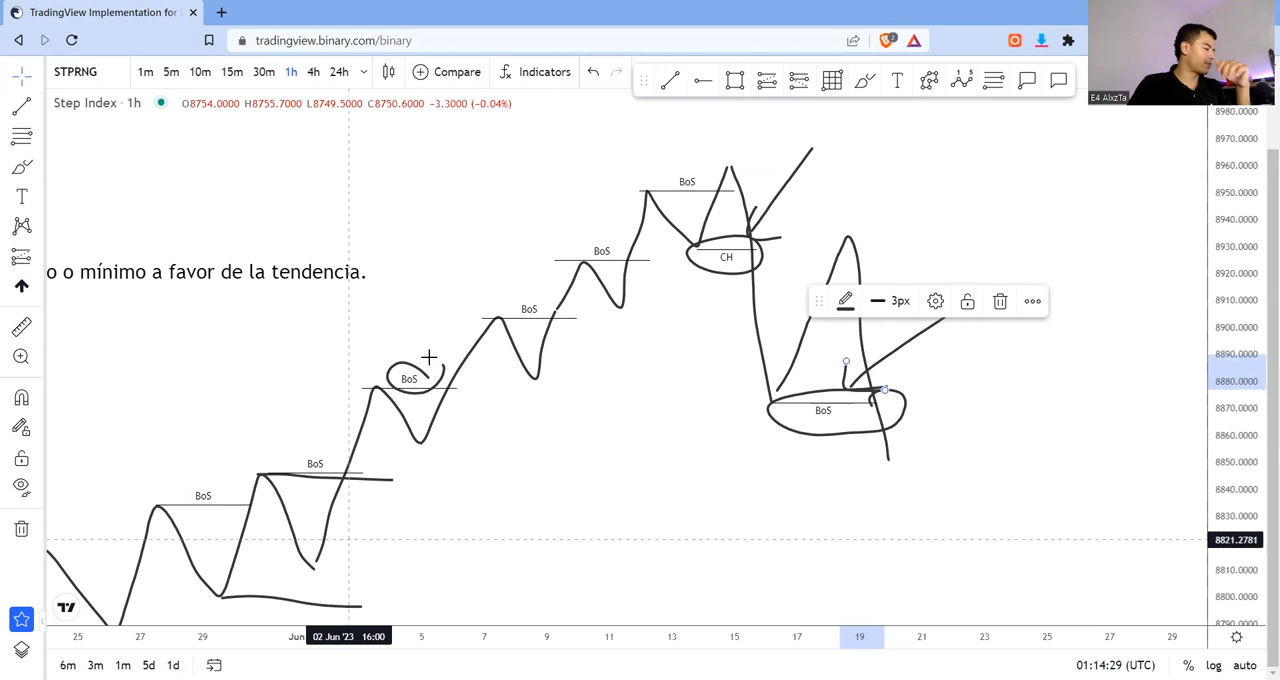 TradingView Implementation for
tradingview.binary.com/binary
2
STPRNG 1m 5m 10m 15m 30m 1h 4h 24h Compare Indicators
E4 AlxzTa
Step Index · 1h O8754.0000 H8755.7000 L8749.5000 C8750.6000 −3.3000 (−0.04%)
8980.0000
8970.0000
8960.0000
8950.0000
8940.0000
8930.0000
8920.0000
8910.0000
8900.0000
8890.0000
8880.0000
8870.0000
8860.0000
8850.0000
8840.0000
8830.0000
8821.2781
8810.0000
8800.0000
8790.0000
BoS
BoS
CH
o o mínimo a favor de la tendencia.
3px
BoS
BoS
BoS
BoS
BoS
25 27 29 Jun 02 Jun '23 16:00 5 7 9 11 13 15 17 19 21 23 25 27 29
6m 3m 1m 5d 1d 01:14:29 (UTC) % log auto